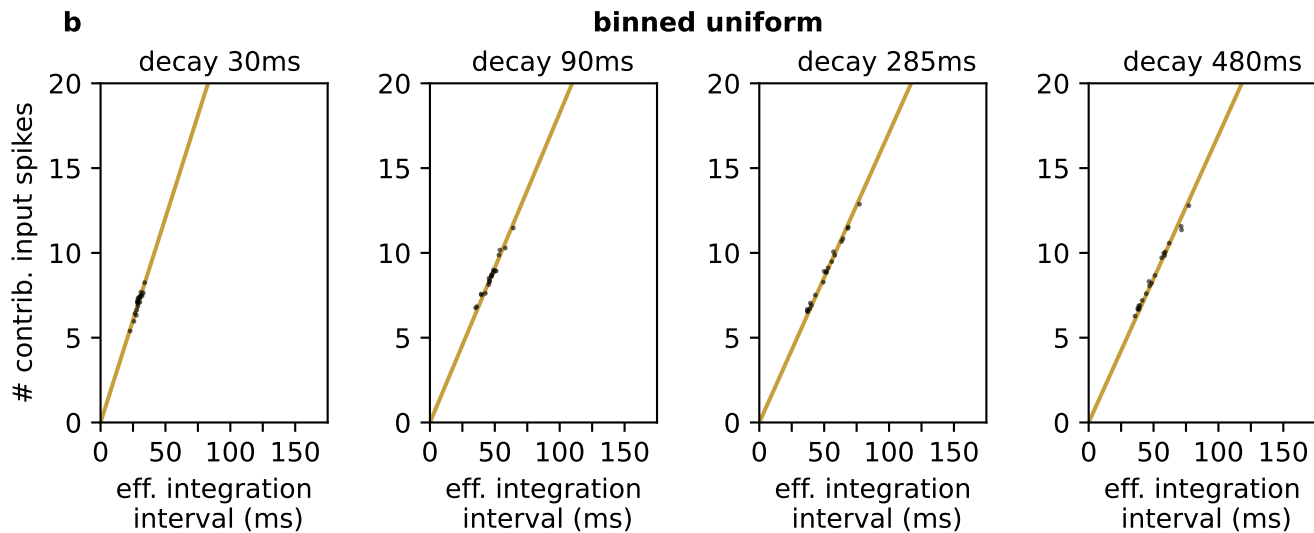 b
binned uniform
decay 30ms
decay 90ms
decay 285ms
decay 480ms
# contrib. input spikes
20
15
10
5
0
0 50 100 150
eff. integration
interval (ms)
20
15
10
5
0
0 50 100 150
eff. integration
interval (ms)
20
15
10
5
0
0 50 100 150
eff. integration
interval (ms)
20
15
10
5
0
0 50 100 150
eff. integration
interval (ms)